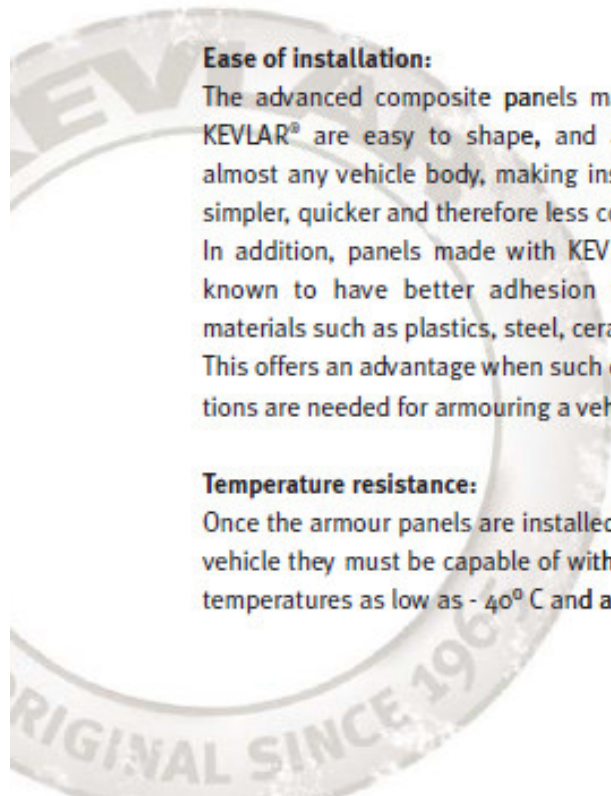 KEVLAR
Ease of installation:
The advanced composite panels m
KEVLAR® are easy to shape, and
almost any vehicle body, making ins
simpler, quicker and therefore less c
In addition, panels made with KEV
known to have better adhesion
materials such as plastics, steel, cera
This offers an advantage when such
tions are needed for armouring a veh
Temperature resistance:
Once the armour panels are installed
vehicle they must be capable of with
temperatures as low as - 40º C and a
ORIGINAL SINCE 1965